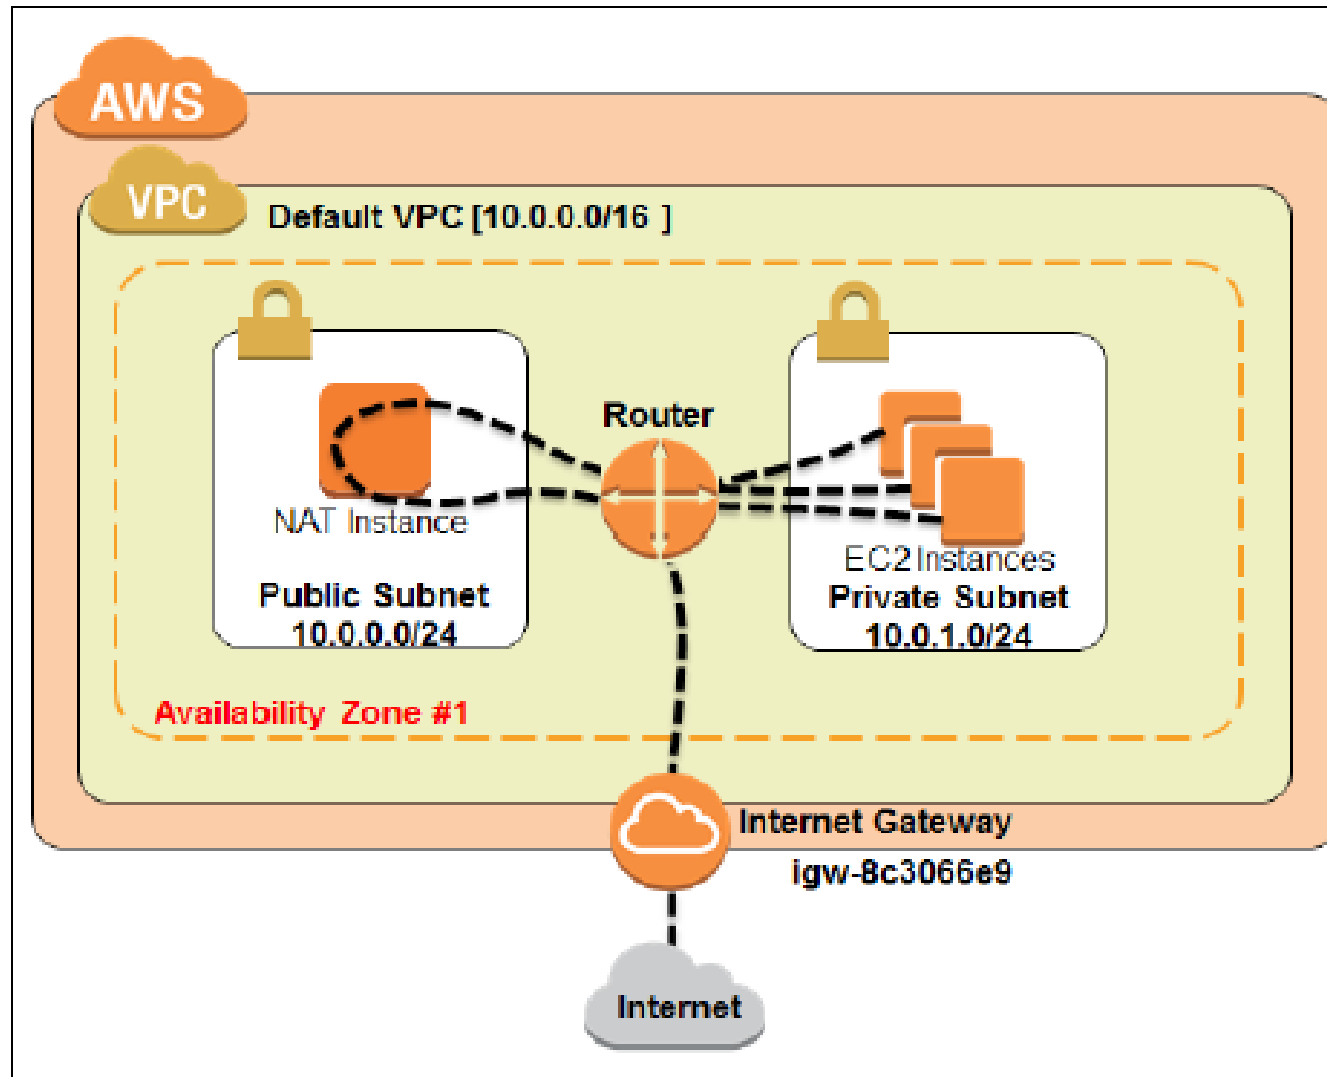 AWS
VPC
Default VPC [10.0.0.0/16 ]
Router
NAT Instance
Public Subnet
10.0.0.0/24
EC2 Instances
Private Subnet
10.0.1.0/24
Availability Zone #1
Internet Gateway
igw-8c3066e9
Internet